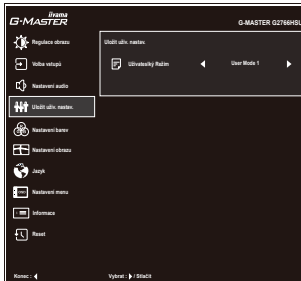 iiyama
G-MASTER
G-MASTER G2766HSU
Regulace obrazu
Volba vstupů
Nastavení audio
Uložit uživ. nastav.
Nastavení barev
Nastavení obrazu
Jazyk
Nastavení menu
Informace
Reset
Uložit uživ. nastav.
Uživatelský Režim
User Mode 1
Konec :
Vybrat : / Stlačit